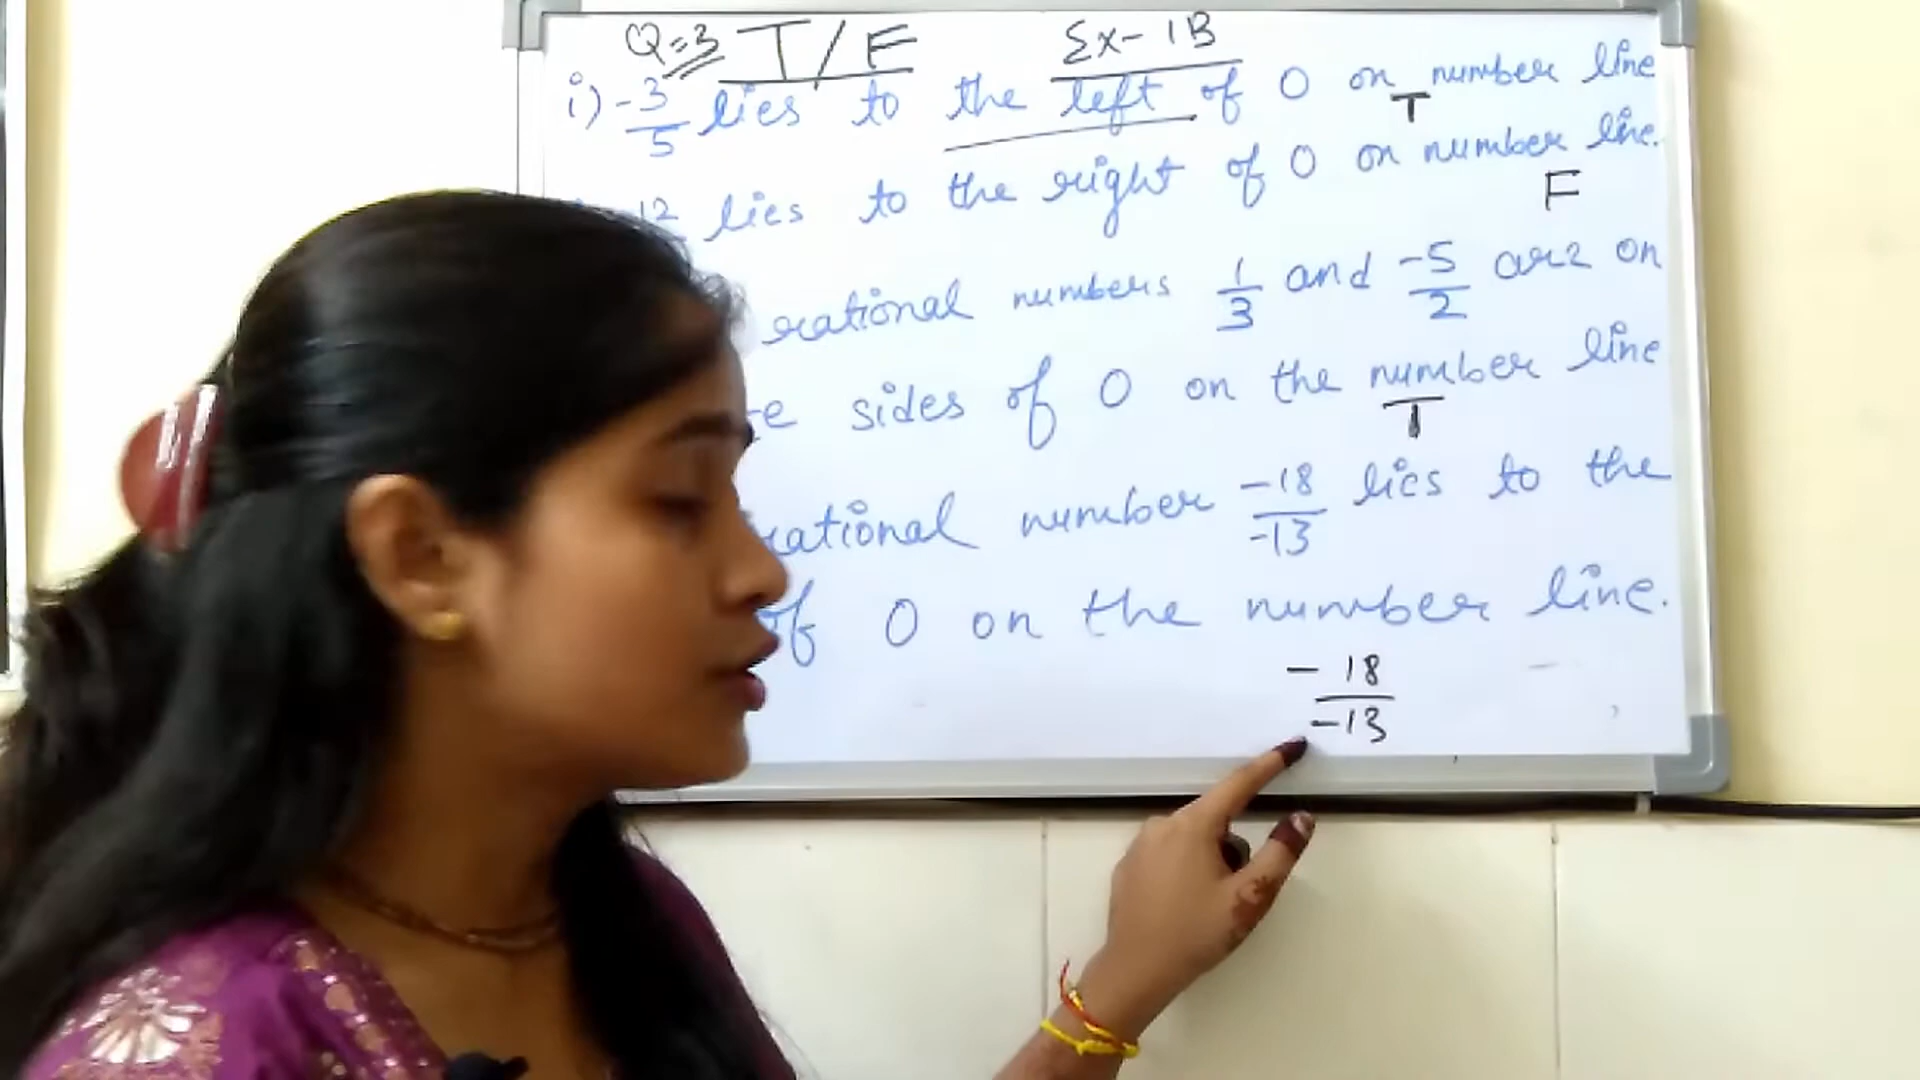 Q=3 T/F Ex-1B
i) -3/5 lies to the left of 0 on number line
T
12 lies to the right of 0 on number line.
F
rational numbers 1/3 and -5/2 are on
e sides of 0 on the number line
T
rational number -18/-13 lies to the
of 0 on the number line.
-18/-13